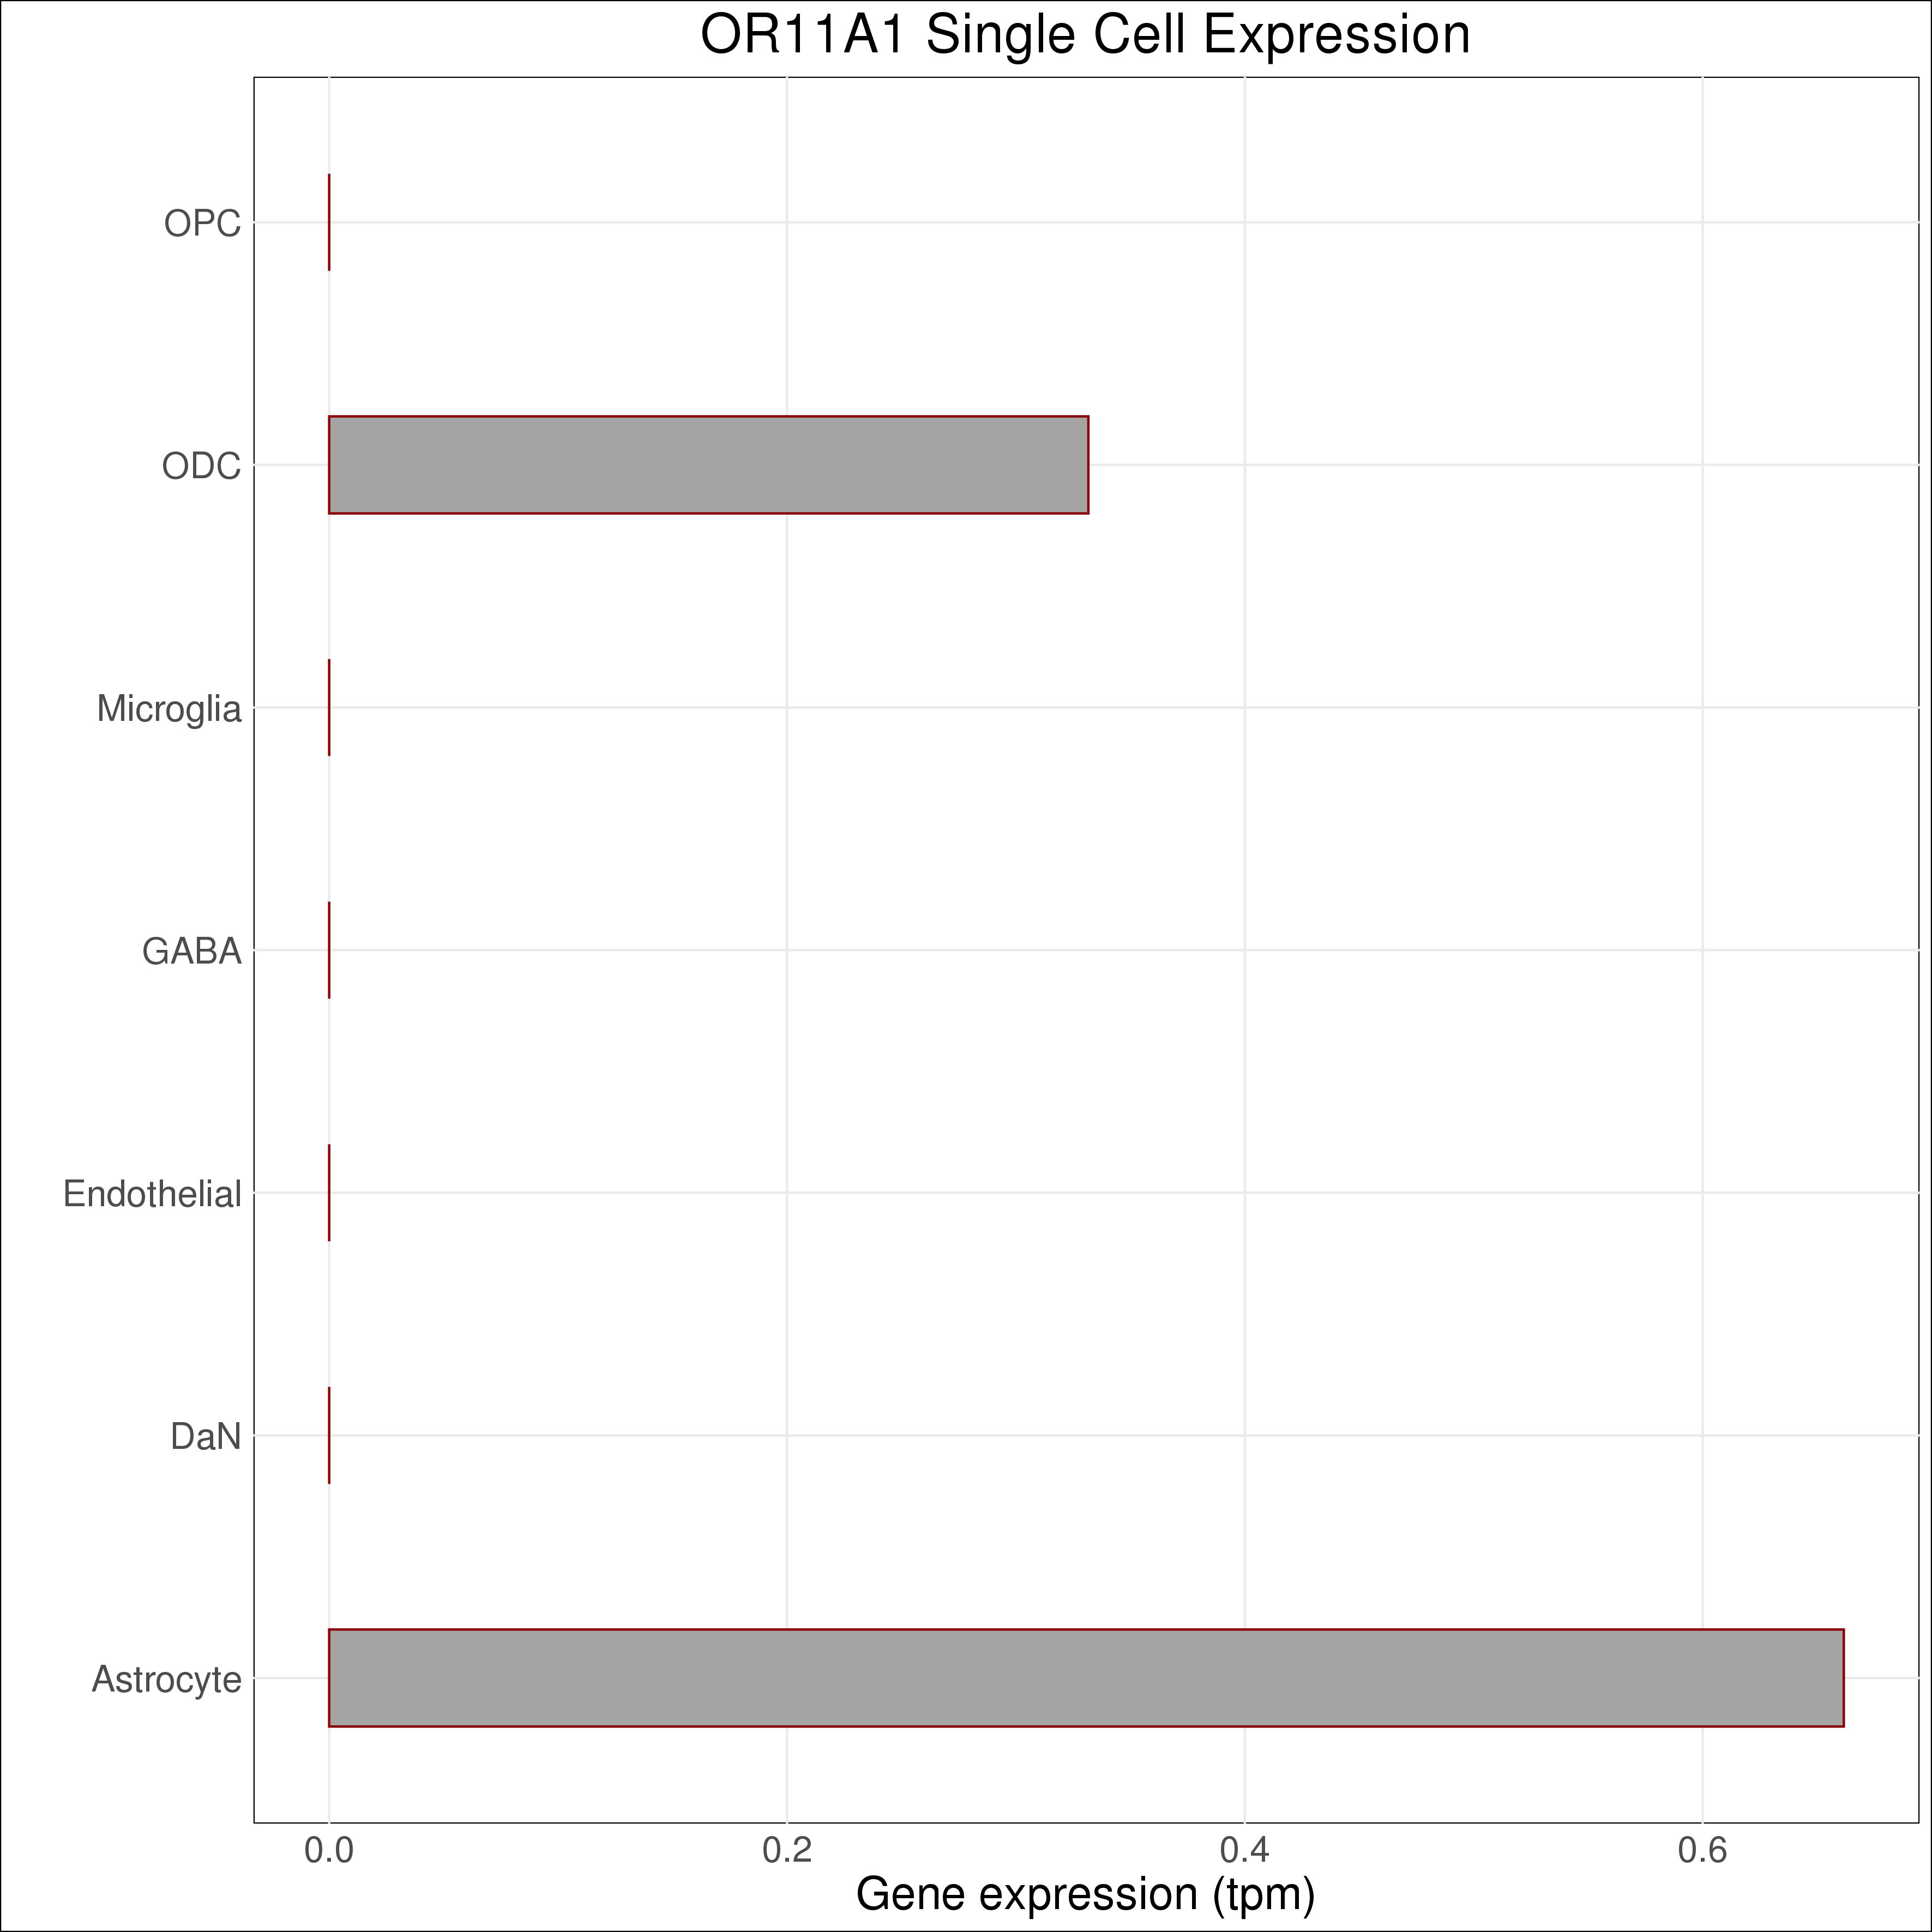 OR11A1 Single Cell Expression
OPC
ODC
Microglia
GABA
Endothelial
DaN
Astrocyte
0.0 0.2 0.4 0.6
Gene expression (tpm)